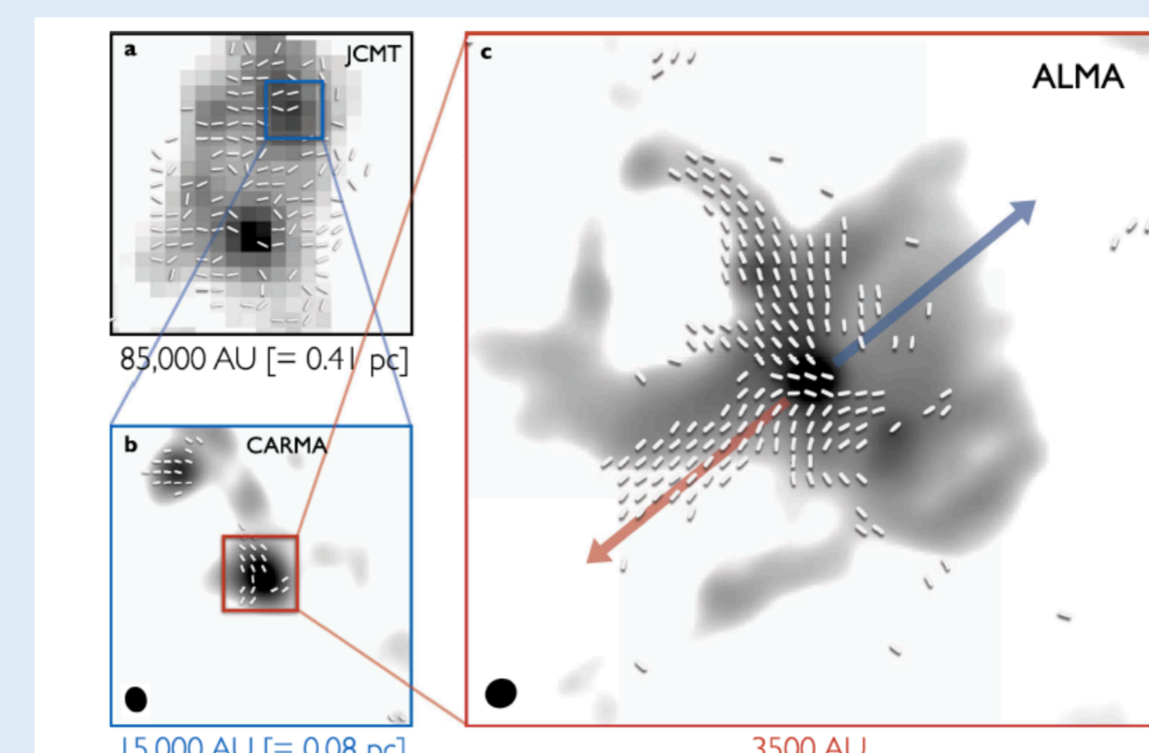 a JCMT
85,000 AU [= 0.41 pc]
b CARMA
15,000 AU [= 0.08 pc]
c ALMA
3500 AU